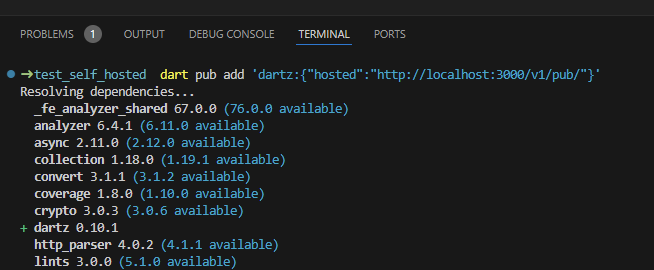 PROBLEMS 1 OUTPUT DEBUG CONSOLE TERMINAL PORTS
➜test_self_hosted dart pub add 'dartz:{"hosted":"http://localhost:3000/v1/pub/"}'
Resolving dependencies...
_fe_analyzer_shared 67.0.0 (76.0.0 available)
analyzer 6.4.1 (6.11.0 available)
async 2.11.0 (2.12.0 available)
collection 1.18.0 (1.19.1 available)
convert 3.1.1 (3.1.2 available)
coverage 1.8.0 (1.10.0 available)
crypto 3.0.3 (3.0.6 available)
+ dartz 0.10.1
http_parser 4.0.2 (4.1.1 available)
lints 3.0.0 (5.1.0 available)